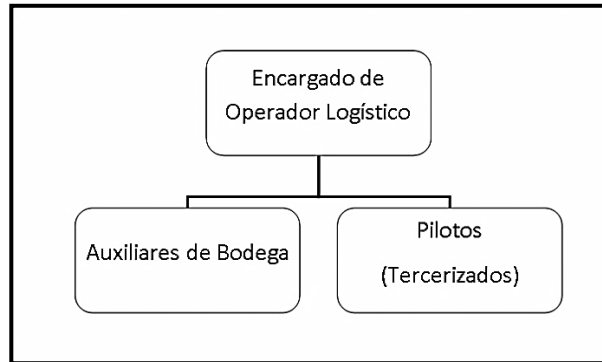 Encargado de
Operador Logístico
Auxiliares de Bodega
Pilotos
(Tercerizados)